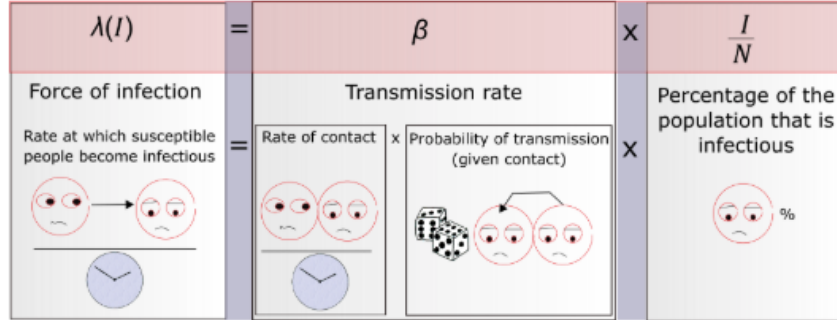 λ(I) = β x I/N
Force of infection
Rate at which susceptible
people become infectious
=
Transmission rate
Rate of contact
x
Probability of transmission
(given contact)
x
Percentage of the
population that is
infectious
%